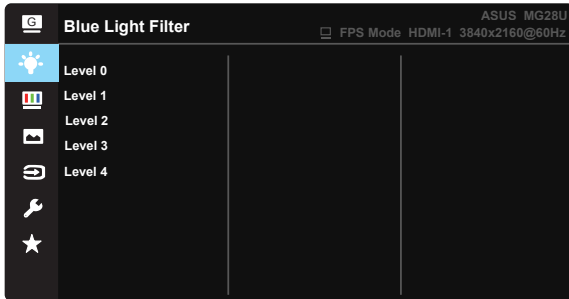 G
Blue Light Filter
ASUS MG28U
FPS Mode HDMI-1 3840x2160@60Hz
Level 0
Level 1
Level 2
Level 3
Level 4